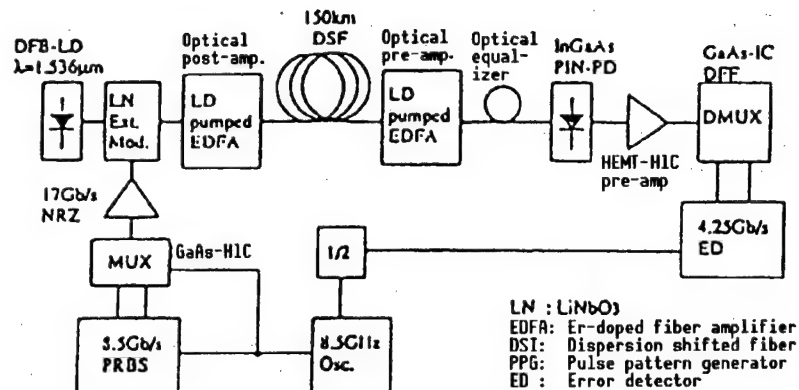 DFB-LD
λ=1.536μm
LN
Ext.
Mod.
Optical
post-amp.
LD
pumped
EDFA
150km
DSF
Optical
pre-amp.
LD
pumped
EDFA
Optical
equal-
izer
InGaAs
PIN-PD
HEMT-HIC
pre-amp
GaAs-IC
DFF
DMUX
17Gb/s
NRZ
MUX
GaAs-HIC
8.5Gb/s
PRBS
1/2
8.5GHz
Osc.
4.25Gb/s
ED
LN : LiNbO3
EDFA: Er-doped fiber amplifier
DSI: Dispersion shifted fiber
PPG: Pulse pattern generator
ED : Error detector